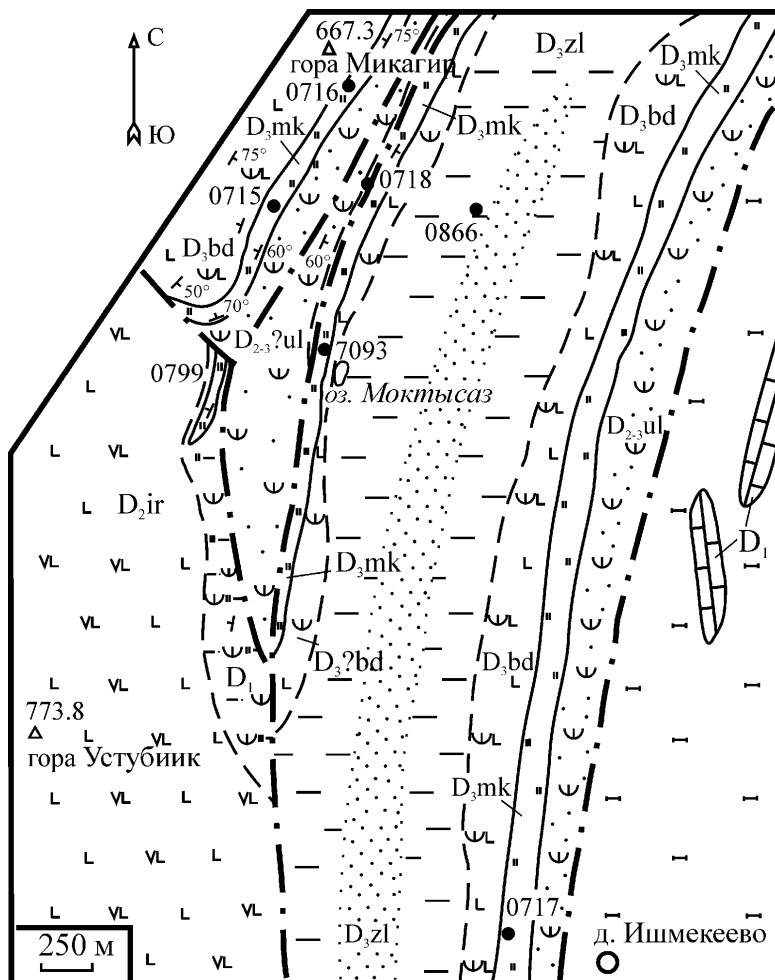 С
Ю
667.3
гора Микагир
0716
75°
D₃zl
D₃mk
D₃mk
D₃mk
D₃bd
75°
0718
0715
0866
D₃bd
60°
60°
50°
70°
D₂₋₃?ul
7093
0799
оз. Моктысаз
D₂₋₃ul
D₂ir
D₁
D₃mk
D₃?bd
D₃bd
D₁
773.8
гора Устубиик
D₃mk
0717
D₃zl
д. Ишмекеево
250 м